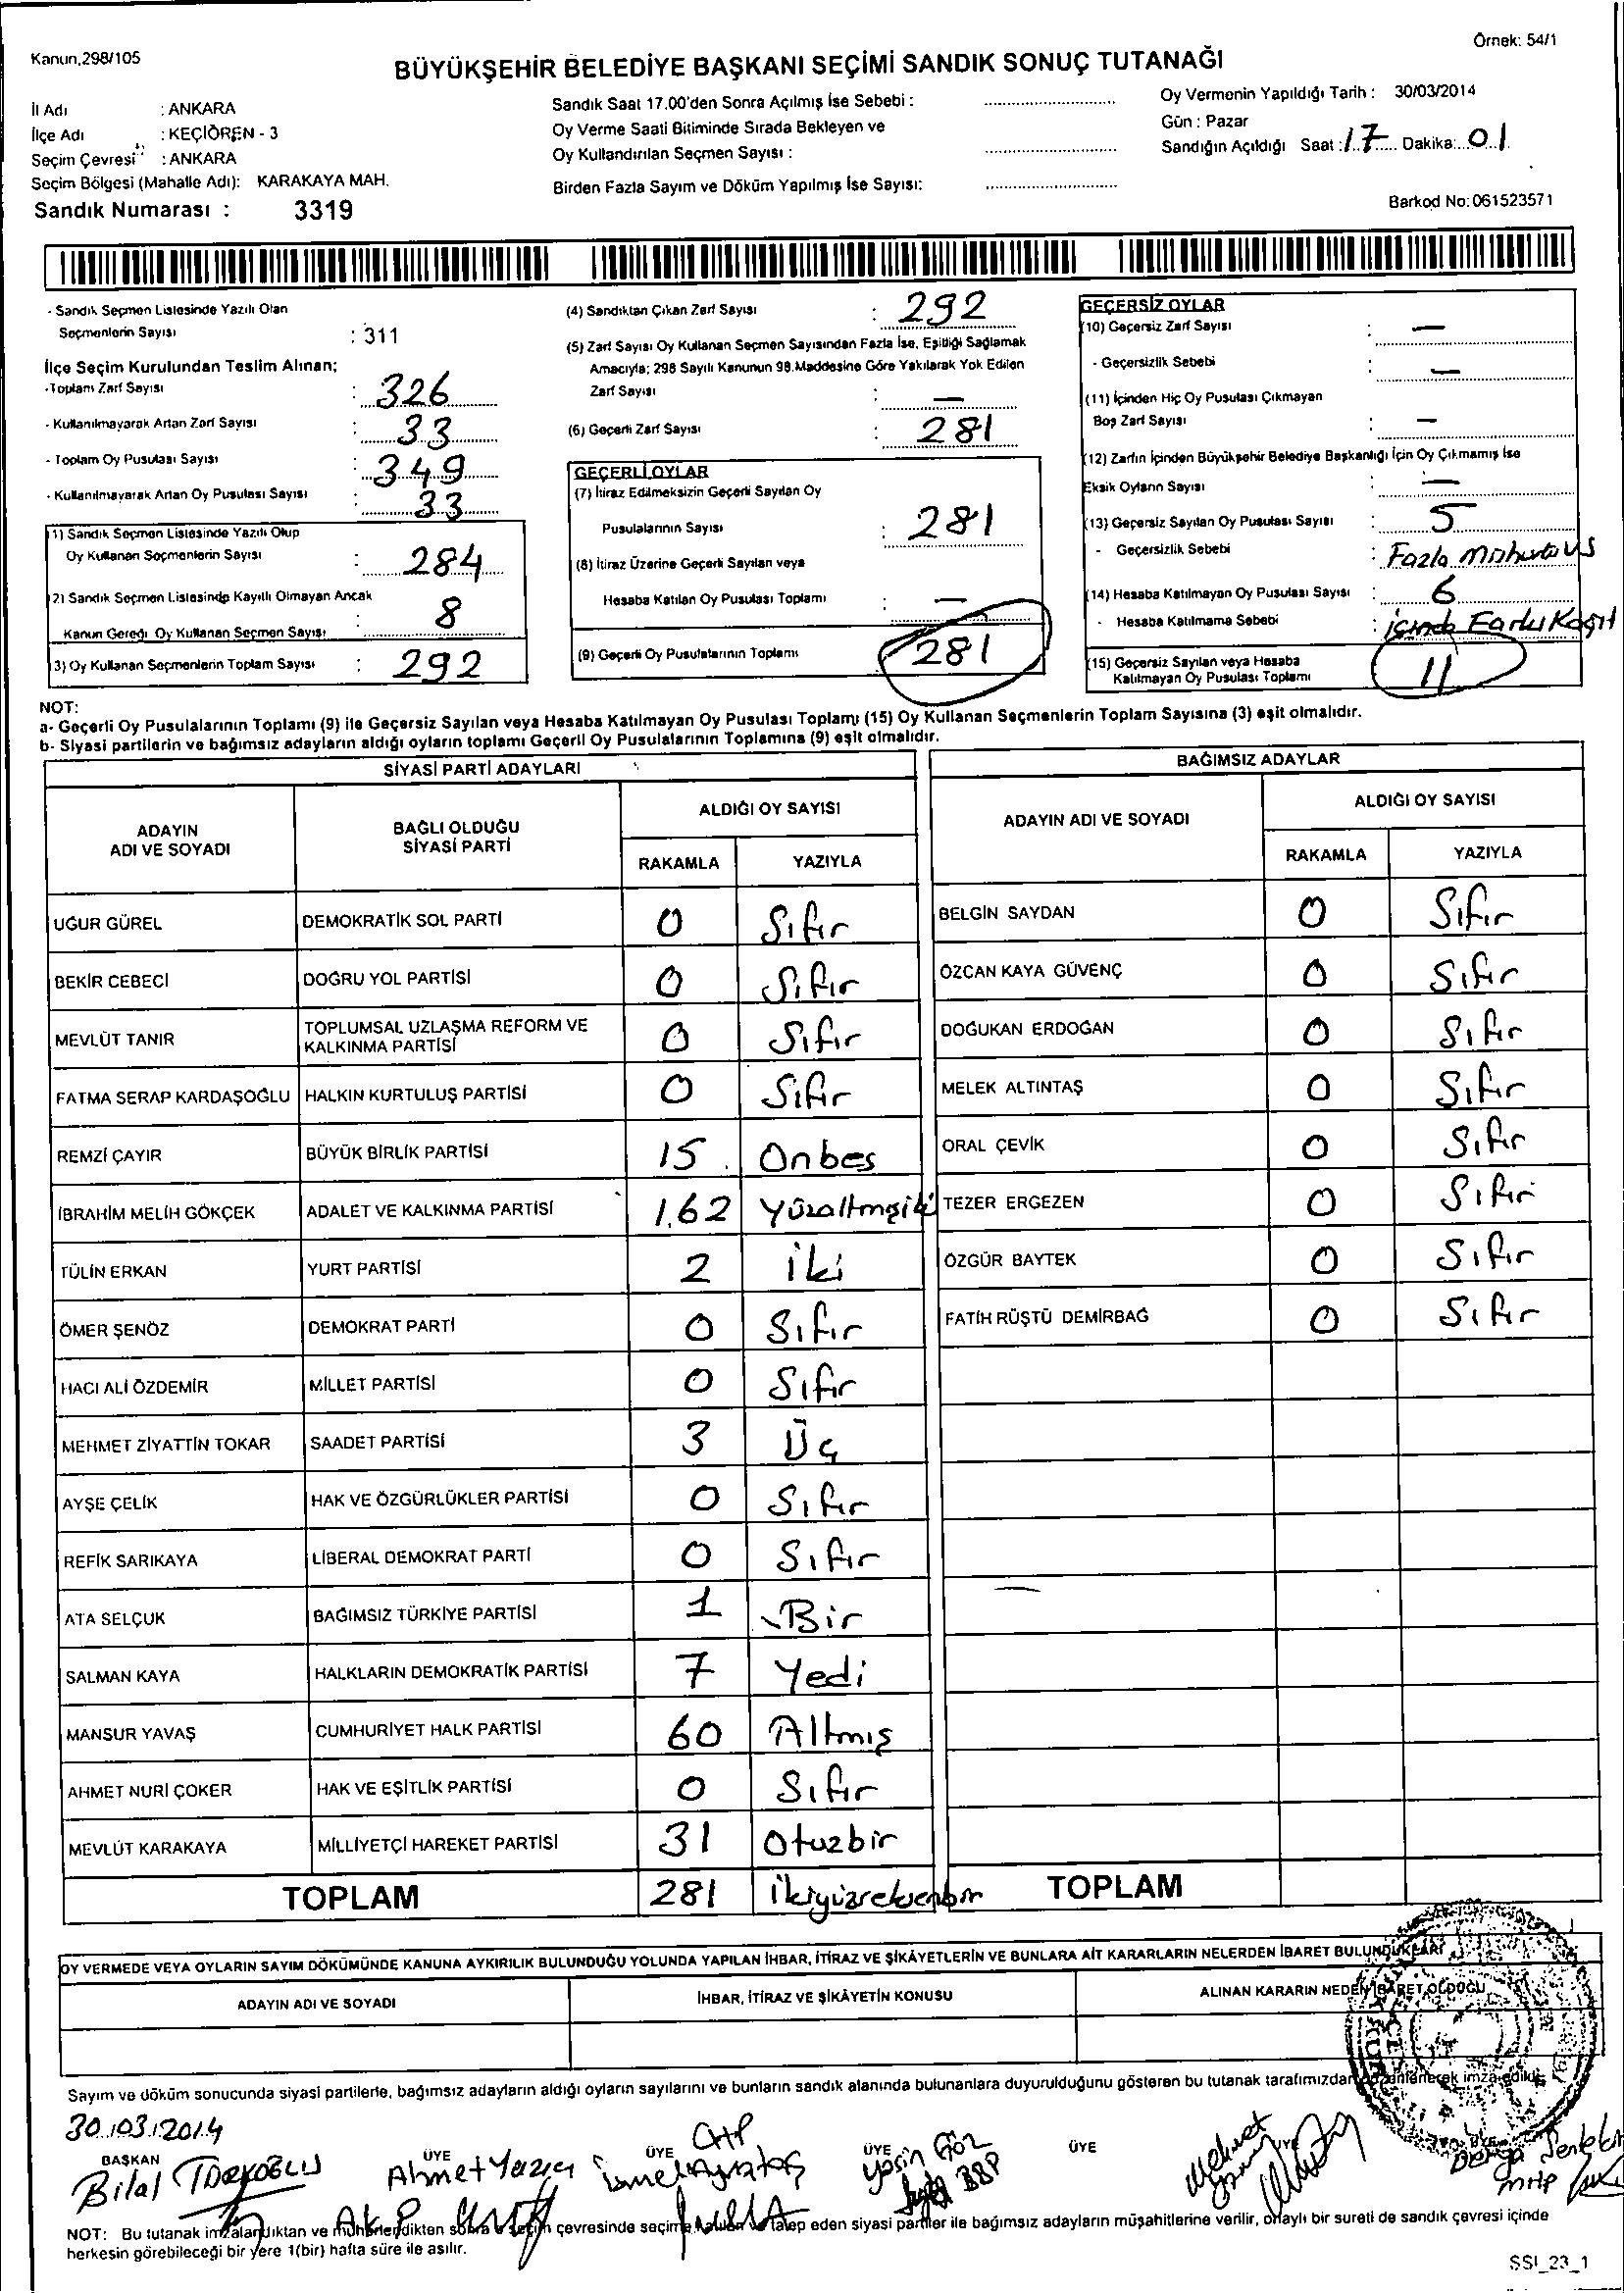 Kanun,298/105
Örnek: 54/1
BÜYÜKŞEHİR BELEDİYE BAŞKANI SEÇİMİ SANDIK SONUÇ TUTANAĞI
İl Adı : ANKARA
İlçe Adı : KEÇİÖREN - 3
Seçim Çevresi : ANKARA
Seçim Bölgesi (Mahalle Adı): KARAKAYA MAH.
Sandık Numarası : 3319
Sandık Saat 17.00'den Sonra Açılmış İse Sebebi :
Oy Verme Saati Bitiminde Sırada Bekleyen ve
Oy Kullandırılan Seçmen Sayısı :
Birden Fazla Sayım ve Döküm Yapılmış İse Sayısı:
Oy Vermenin Yapıldığı Tarih : 30/03/2014
Gün : Pazar
Sandığın Açıldığı Saat : 17 Dakika: 01
Barkod No: 061523571
- Sandık Seçmen Listesinde Yazılı Olan
Seçmenlerin Sayısı : 311
İlçe Seçim Kurulundan Teslim Alınan;
-Toplam Zarf Sayısı : 326
- Kullanılmayarak Artan Zarf Sayısı : 33
- Toplam Oy Pusulası Sayısı : 349
- Kullanılmayarak Artan Oy Pusulası Sayısı : 33
1) Sandık Seçmen Listesinde Yazılı Olup
Oy Kullanan Seçmenlerin Sayısı : 284
2) Sandık Seçmen Listesinde Kayıtlı Olmayan Ancak
Kanun Gereği Oy Kullanan Seçmen Sayısı : 8
3) Oy Kullanan Seçmenlerin Toplam Sayısı : 292
(4) Sandıktan Çıkan Zarf Sayısı : 292
(5) Zarf Sayısı Oy Kullanan Seçmen Sayısından Fazla İse, Eşitliği Sağlamak
Amacıyla; 298 Sayılı Kanunun 98.Maddesine Göre Yakılarak Yok Edilen
Zarf Sayısı : —
(6) Geçerli Zarf Sayısı : 281
GEÇERLİ OYLAR
(7) İtiraz Edilmeksizin Geçerli Sayılan Oy
Pusulalarının Sayısı : 281
(8) İtiraz Üzerine Geçerli Sayılan veya
Hesaba Katılan Oy Pusulası Toplamı : —
(9) Geçerli Oy Pusulalarının Toplamı : 281
GEÇERSİZ OYLAR
(10) Geçersiz Zarf Sayısı : —
- Geçersizlik Sebebi : —
(11) İçinden Hiç Oy Pusulası Çıkmayan
Boş Zarf Sayısı : —
(12) Zarfın İçinden Büyükşehir Belediye Başkanlığı İçin Oy Çıkmamış İse
Eksik Oyların Sayısı : —
(13) Geçersiz Sayılan Oy Pusulası Sayısı : 5
- Geçersizlik Sebebi : Fazla
(14) Hesaba Katılmayan Oy Pusulası Sayısı : 6
- Hesaba Katılmama Sebebi : içinde Farklı Kağıt
(15) Geçersiz Sayılan veya Hesaba
Katılmayan Oy Pusulası Toplamı 11
NOT:
a- Geçerli Oy Pusulalarının Toplamı (9) ile Geçersiz Sayılan veya Hesaba Katılmayan Oy Pusulası Toplamı (15) Oy Kullanan Seçmenlerin Toplam Sayısına (3) eşit olmalıdır.
b- Siyasi partilerin ve bağımsız adayların aldığı oyların toplamı Geçerli Oy Pusulalarının Toplamına (9) eşit olmalıdır.
SİYASİ PARTİ ADAYLARI
ADAYIN ADI VE SOYADI
BAĞLI OLDUĞU SİYASİ PARTİ
ALDIĞI OY SAYISI
RAKAMLA YAZIYLA
UĞUR GÜREL DEMOKRATİK SOL PARTİ 0 Sıfır
BEKİR CEBECİ DOĞRU YOL PARTİSİ 0 Sıfır
MEVLÜT TANIR TOPLUMSAL UZLAŞMA REFORM VE KALKINMA PARTİSİ 0 Sıfır
FATMA SERAP KARDAŞOĞLU HALKIN KURTULUŞ PARTİSİ 0 Sıfır
REMZİ ÇAYIR BÜYÜK BİRLİK PARTİSİ 15 Onbeş
İBRAHİM MELİH GÖKÇEK ADALET VE KALKINMA PARTİSİ 162 Yüzaltmışiki
TÜLİN ERKAN YURT PARTİSİ 2 iki
ÖMER ŞENÖZ DEMOKRAT PARTİ 0 Sıfır
HACI ALİ ÖZDEMİR MİLLET PARTİSİ 0 Sıfır
MEHMET ZİYATTİN TOKAR SAADET PARTİSİ 3 Üç
AYŞE ÇELİK HAK VE ÖZGÜRLÜKLER PARTİSİ 0 Sıfır
REFİK SARIKAYA LİBERAL DEMOKRAT PARTİ 0 Sıfır
ATA SELÇUK BAĞIMSIZ TÜRKİYE PARTİSİ 1 Bir
SALMAN KAYA HALKLARIN DEMOKRATİK PARTİSİ 7 Yedi
MANSUR YAVAŞ CUMHURİYET HALK PARTİSİ 60 Altmış
AHMET NURİ ÇOKER HAK VE EŞİTLİK PARTİSİ 0 Sıfır
MEVLÜT KARAKAYA MİLLİYETÇİ HAREKET PARTİSİ 31 Otuzbir
TOPLAM 281 ikiyüzseksenbir
BAĞIMSIZ ADAYLAR
ADAYIN ADI VE SOYADI
ALDIĞI OY SAYISI
RAKAMLA YAZIYLA
BELGİN SAYDAN 0 Sıfır
ÖZCAN KAYA GÜVENÇ 0 Sıfır
DOĞUKAN ERDOĞAN 0 Sıfır
MELEK ALTINTAŞ 0 Sıfır
ORAL ÇEVİK 0 Sıfır
TEZER ERGEZEN 0 Sıfır
ÖZGÜR BAYTEK 0 Sıfır
FATİH RÜŞTÜ DEMİRBAĞ 0 Sıfır
TOPLAM
OY VERMEDE VEYA OYLARIN SAYIM DÖKÜMÜNDE KANUNA AYKIRILIK BULUNDUĞU YOLUNDA YAPILAN İHBAR, İTİRAZ VE ŞİKÂYETLERİN VE BUNLARA AİT KARARLARIN NELERDEN İBARET BULUNDUKLARI
ADAYIN ADI VE SOYADI
İHBAR, İTİRAZ VE ŞİKÂYETİN KONUSU
ALINAN KARARIN NEDEN İBARET OLDUĞU
Sayım ve döküm sonucunda siyasi partilerle, bağımsız adayların aldığı oyların sayılarını ve bunların sandık alanında bulunanlara duyurulduğunu gösteren bu tutanak tarafımızdan düzenlenerek imza edildi.
30.03.2014
BAŞKAN ÜYE ÜYE ÜYE ÜYE
Bilal
Ahmet Yazıcı AKP
CHP
Yasin Göz BBP
Mehmet
MHP
NOT: Bu tutanak imzalandıktan ve mühürlendikten sonra o seçim çevresinde seçime katılan ve talep eden siyasi partiler ile bağımsız adayların müşahitlerine verilir, onaylı bir sureti de sandık çevresi içinde
herkesin görebileceği bir yere 1(bir) hafta süre ile asılır.
SSI_23_1